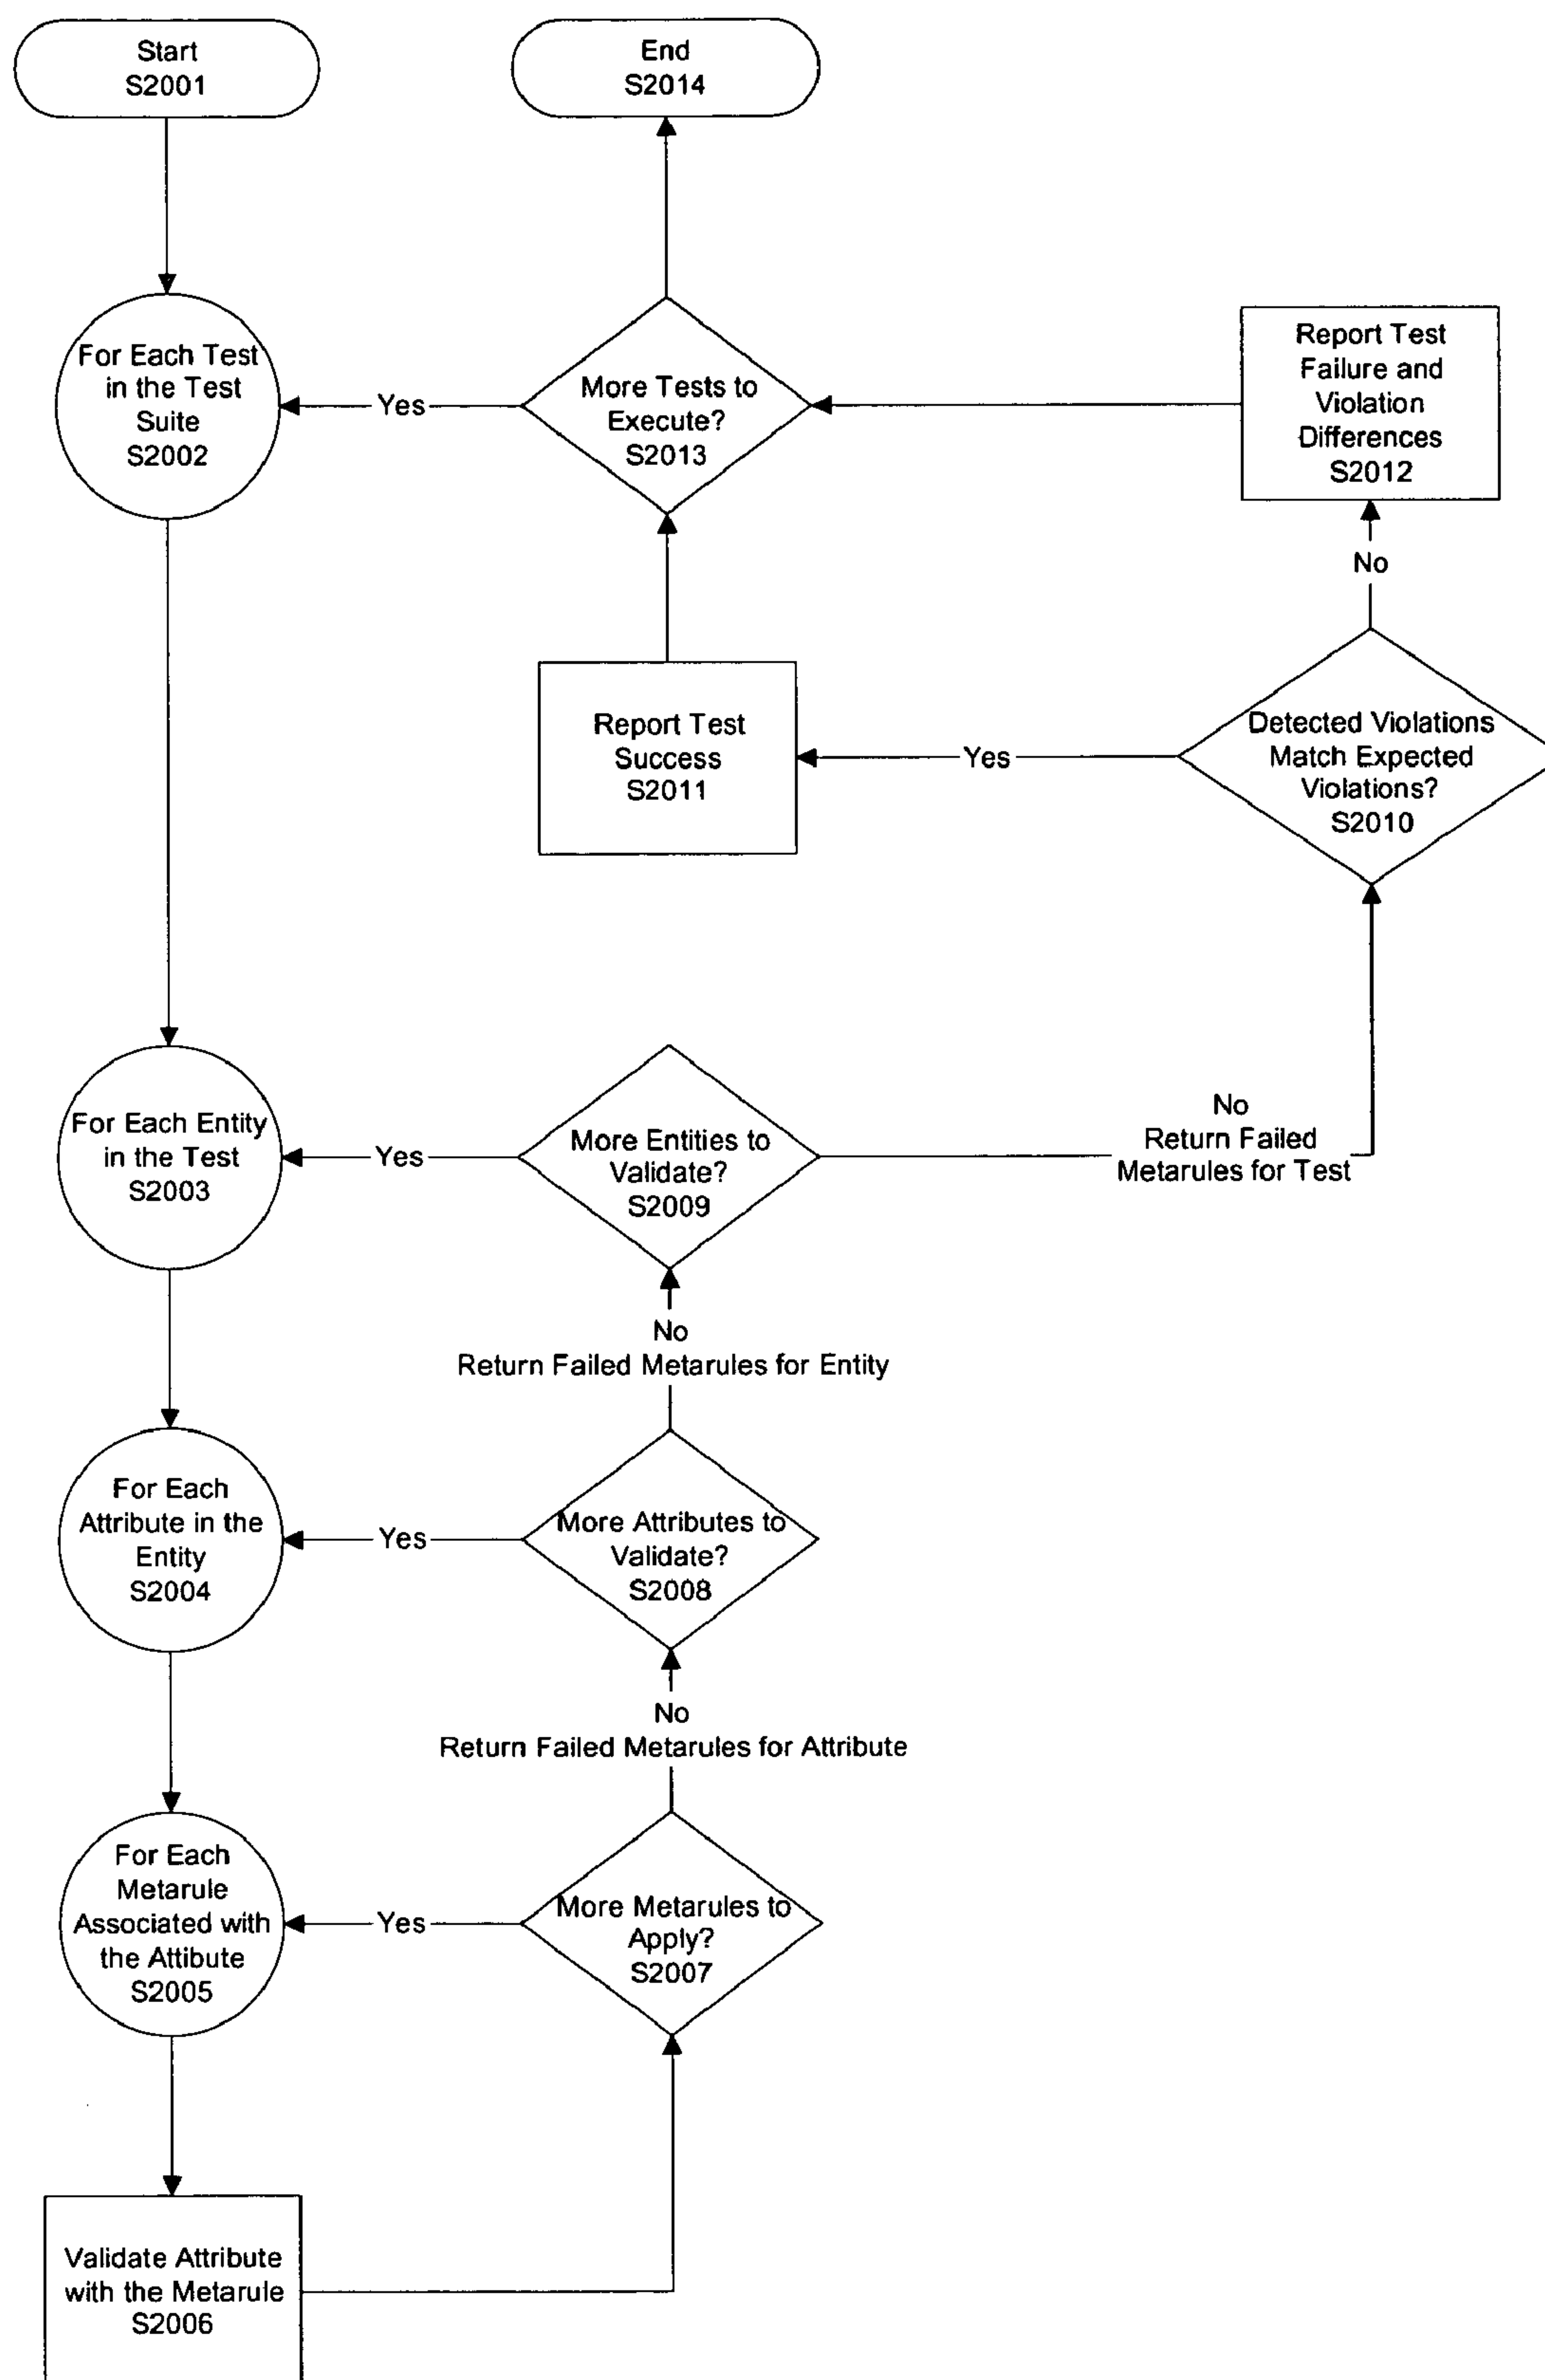 Start
S2001
End
S2014
For Each Test
in the Test
Suite
S2002
Yes
More Tests to
Execute?
S2013
Report Test
Failure and
Violation
Differences
S2012
No
Report Test
Success
S2011
Yes
Detected Violations
Match Expected
Violations?
S2010
For Each Entity
in the Test
S2003
Yes
More Entities to
Validate?
S2009
No
Return Failed
Metarules for Test
No
Return Failed Metarules for Entity
For Each
Attribute in the
Entity
S2004
Yes
More Attributes to
Validate?
S2008
No
Return Failed Metarules for Attribute
For Each
Metarule
Associated with
the Attibute
S2005
Yes
More Metarules to
Apply?
S2007
Validate Attribute
with the Metarule
S2006